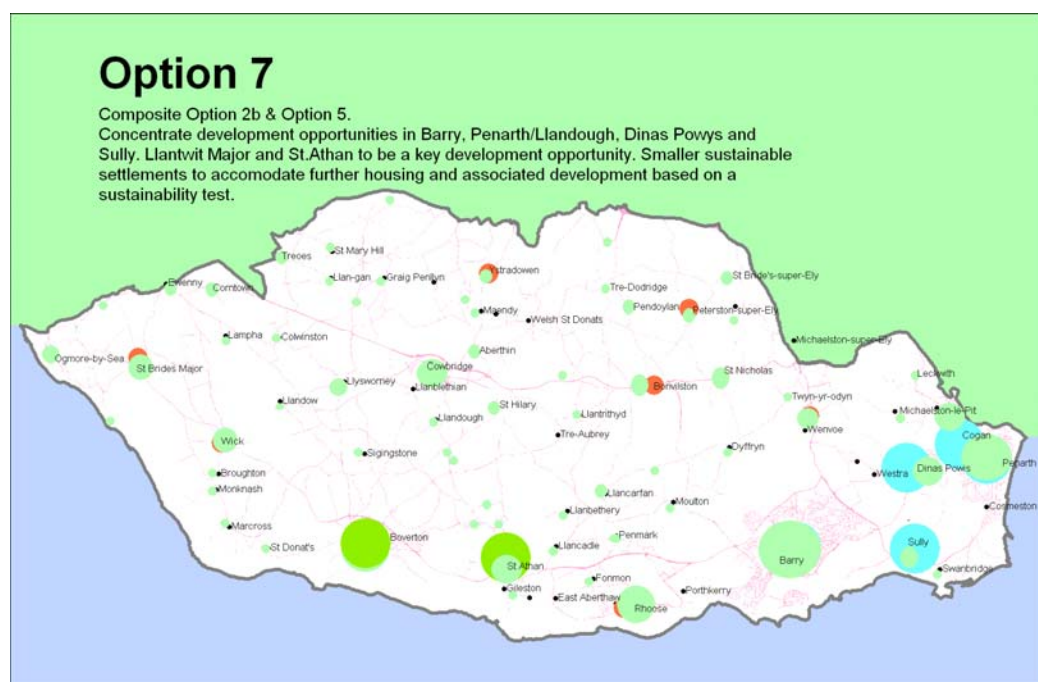 Option 7
Composite Option 2b & Option 5.
Concentrate development opportunities in Barry, Penarth/Llandough, Dinas Powys and
Sully. Llantwit Major and St.Athan to be a key development opportunity. Smaller sustainable
settlements to accomodate further housing and associated development based on a
sustainability test.
St Mary Hill
Treoes
Ystradowen
Llan-gan
Graig Penllyn
St Bride's-super-Ely
Ewenny
Corntown
Tre-Dodridge
Pendoylan
Peterston-super-Ely
Maendy
Welsh St Donats
Lampha
Colwinston
Michaelston-super-Ely
Aberthin
Ogmore-by-Sea
St Brides Major
Cowbridge
St Nicholas
Leckwith
Llysworney
Llanblethian
Bonvilston
Twyn-yr-odyn
Llandow
St Hilary
Michaelston-le-Pit
Llandough
Llantrithyd
Wenvoe
Cogan
Tre-Aubrey
Wick
Dyffryn
Sigingstone
Dinas Powys
Penarth
Broughton
Westra
Monknash
Llancarfan
Moulton
Cosmeston
Llanbethery
Marcross
Boverton
Penmark
Sully
St Donat's
Llancadle
Barry
St Athan
Swanbridge
Fonmon
Gileston
East Aberthaw
Porthkerry
Rhoose